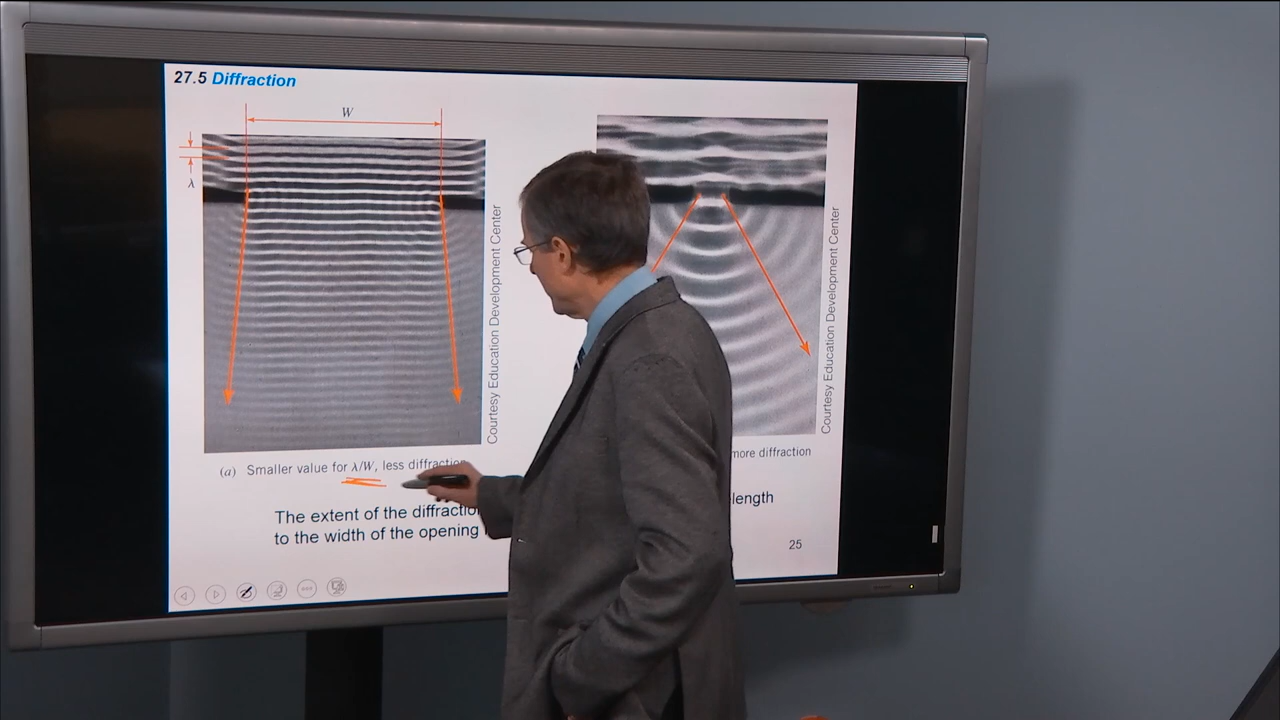 27.5 Diffraction
W
λ
Courtesy Education Development Center
Courtesy Education Development Center
(a) Smaller value for λ/W, less diffraction
more diffraction
The extent of the diffraction
length
to the width of the opening
25